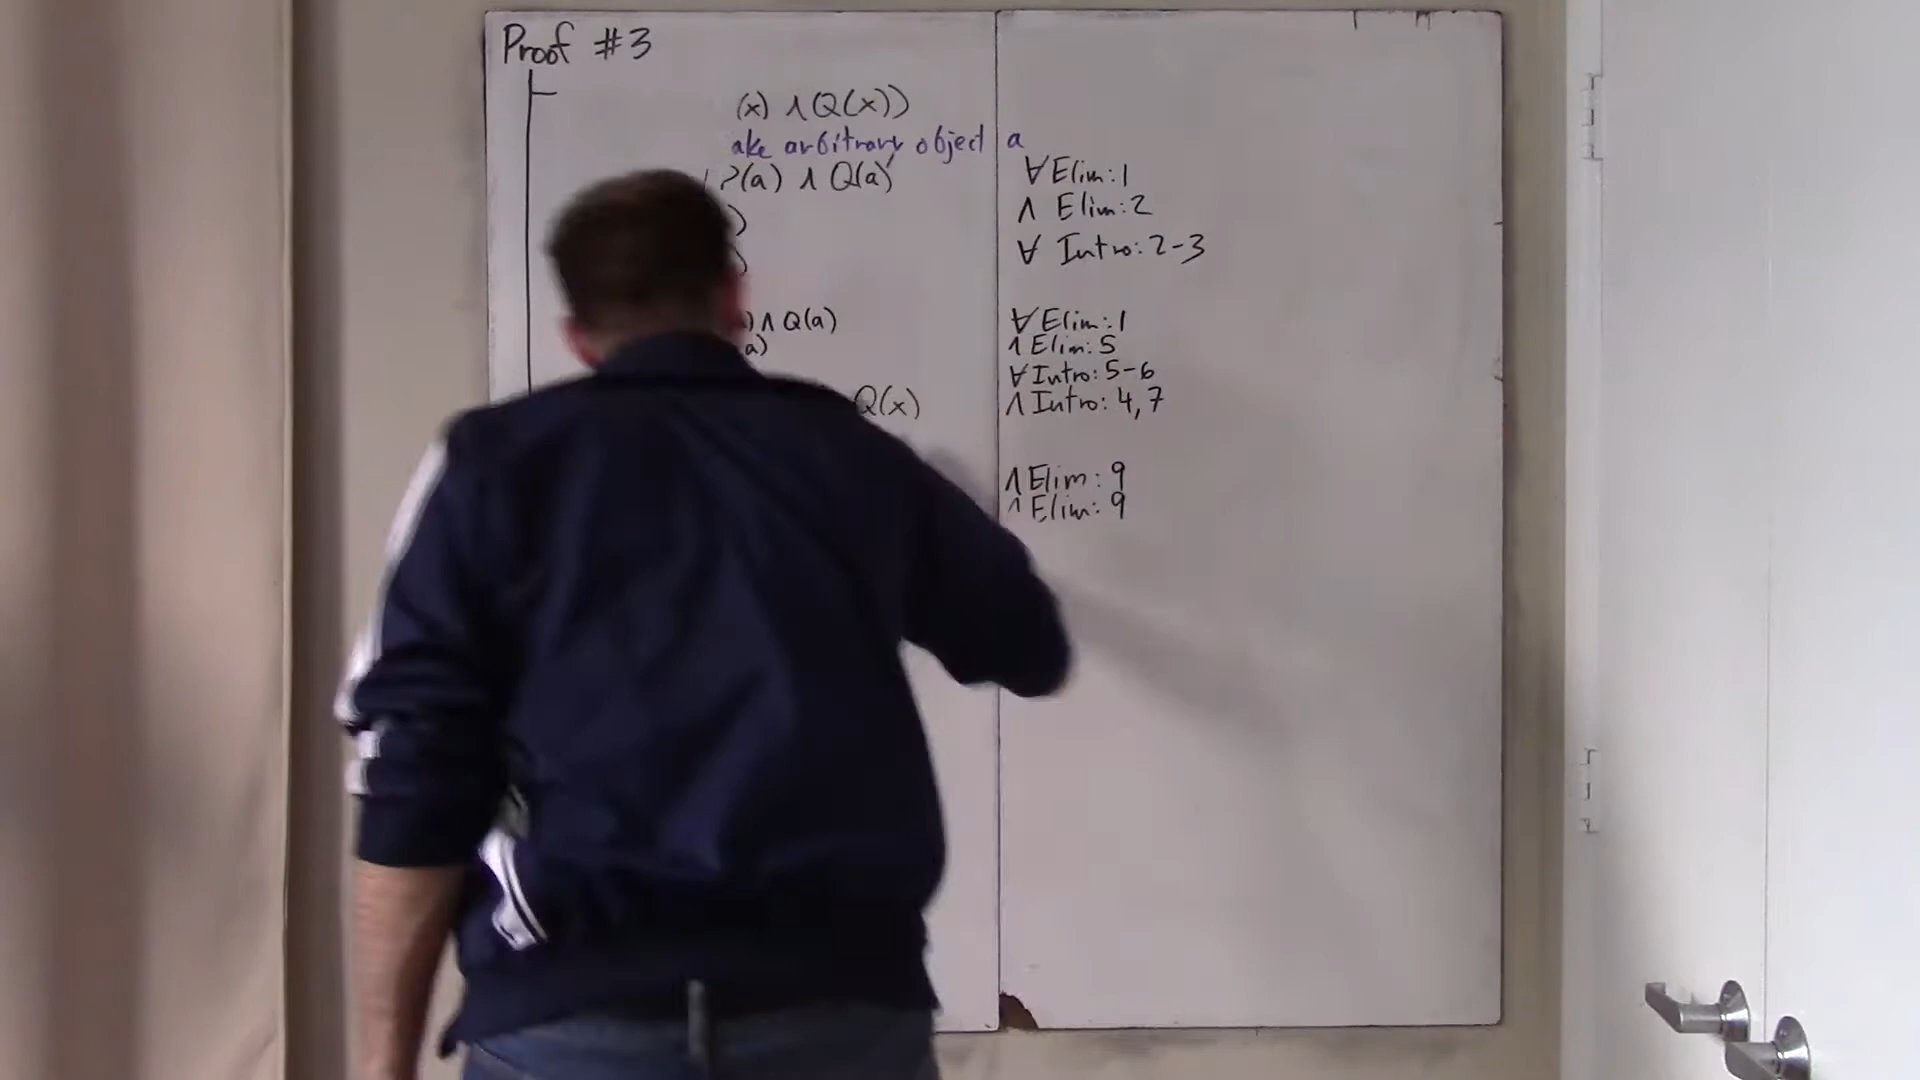 Proof #3
(x) ∧ Q(x))
ake arbitrary object a
P(a) ∧ Q(a) ∀ Elim: 1
) ∧ Elim: 2
) ∀ Intro: 2-3
) ∧ Q(a) ∀ Elim: 1
a) ∧ Elim: 5
∀ Intro: 5-6
Q(x) ∧ Intro: 4, 7
∧ Elim: 9
∧ Elim: 9